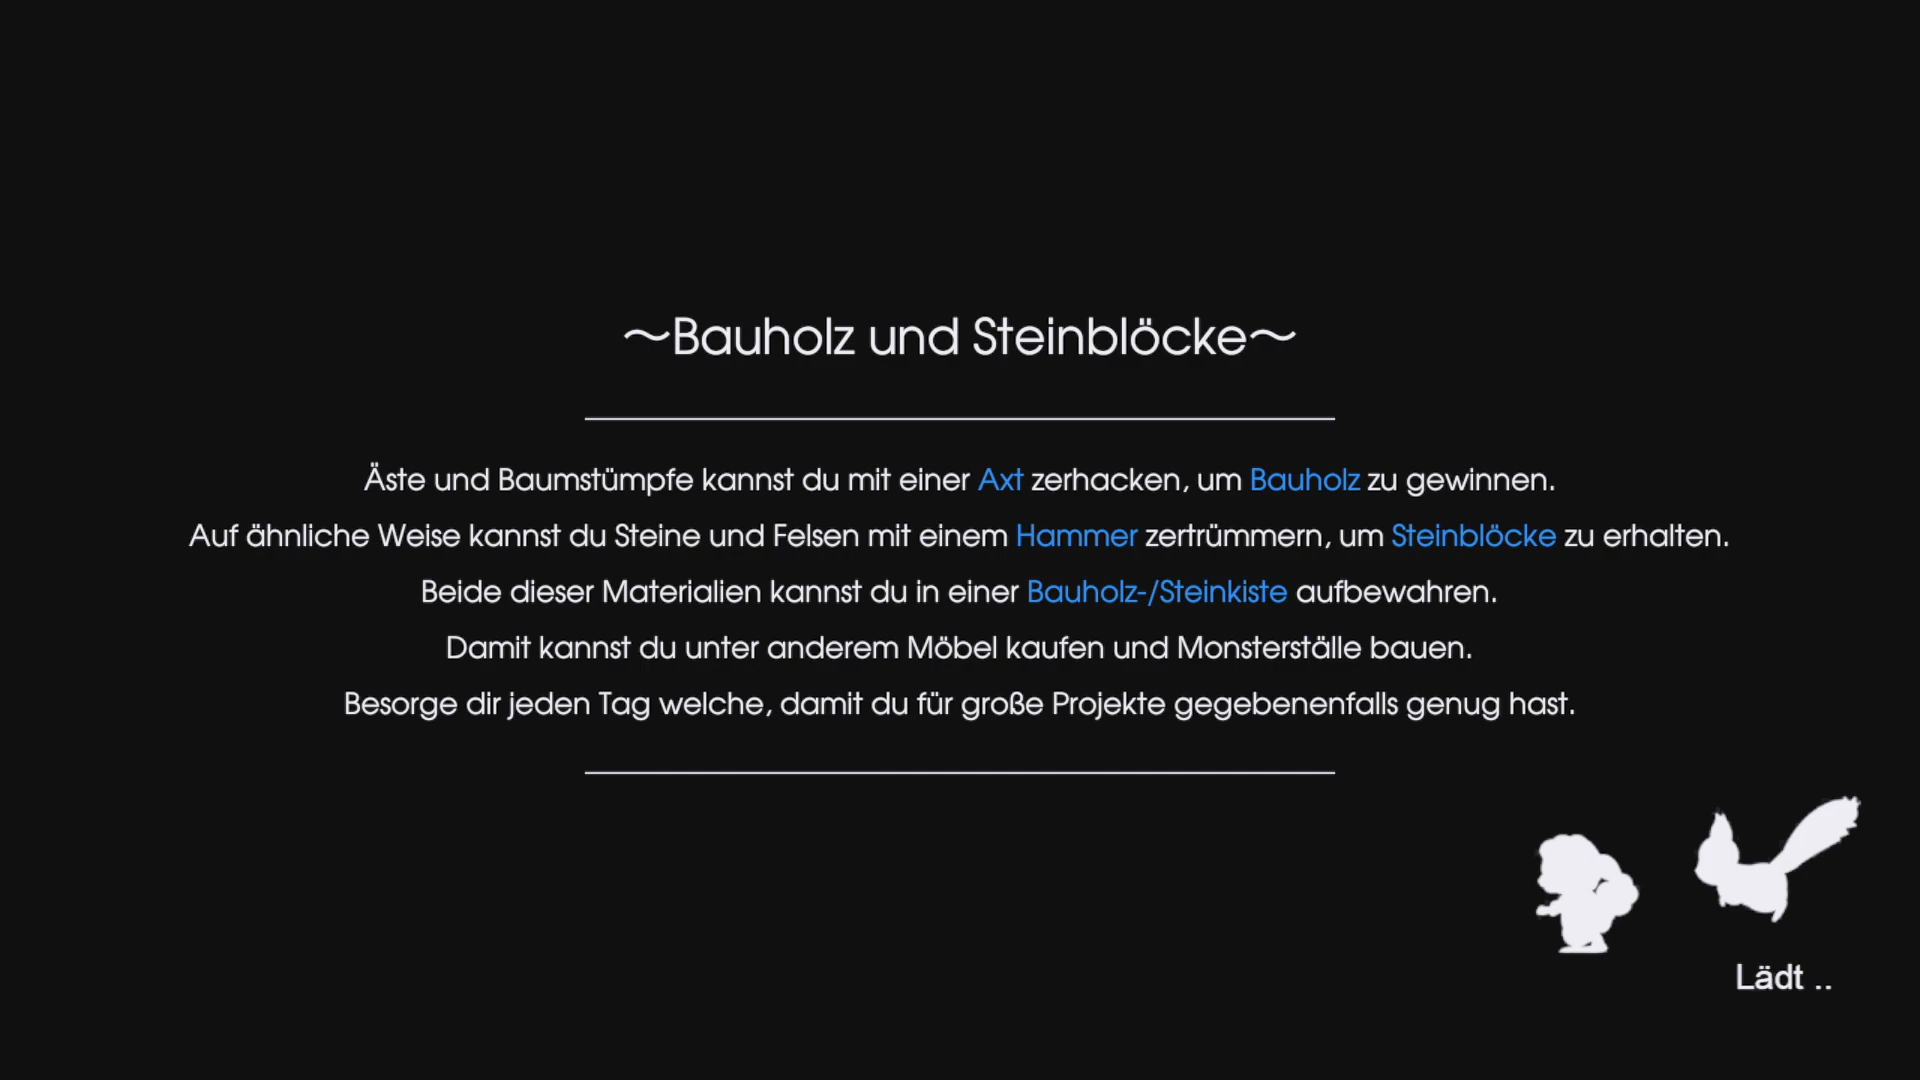 ～Bauholz und Steinblöcke～
Äste und Baumstümpfe kannst du mit einer Axt zerhacken, um Bauholz zu gewinnen.
Auf ähnliche Weise kannst du Steine und Felsen mit einem Hammer zertrümmern, um Steinblöcke zu erhalten.
Beide dieser Materialien kannst du in einer Bauholz-/Steinkiste aufbewahren.
Damit kannst du unter anderem Möbel kaufen und Monsterställe bauen.
Besorge dir jeden Tag welche, damit du für große Projekte gegebenenfalls genug hast.
Lädt ..